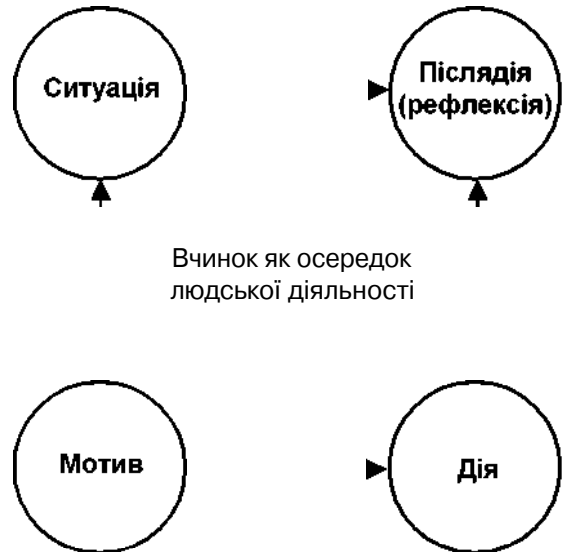 Ситуація
Післядія
(рефлексія)
Вчинок як осередок
людської діяльності
Мотив
Дія